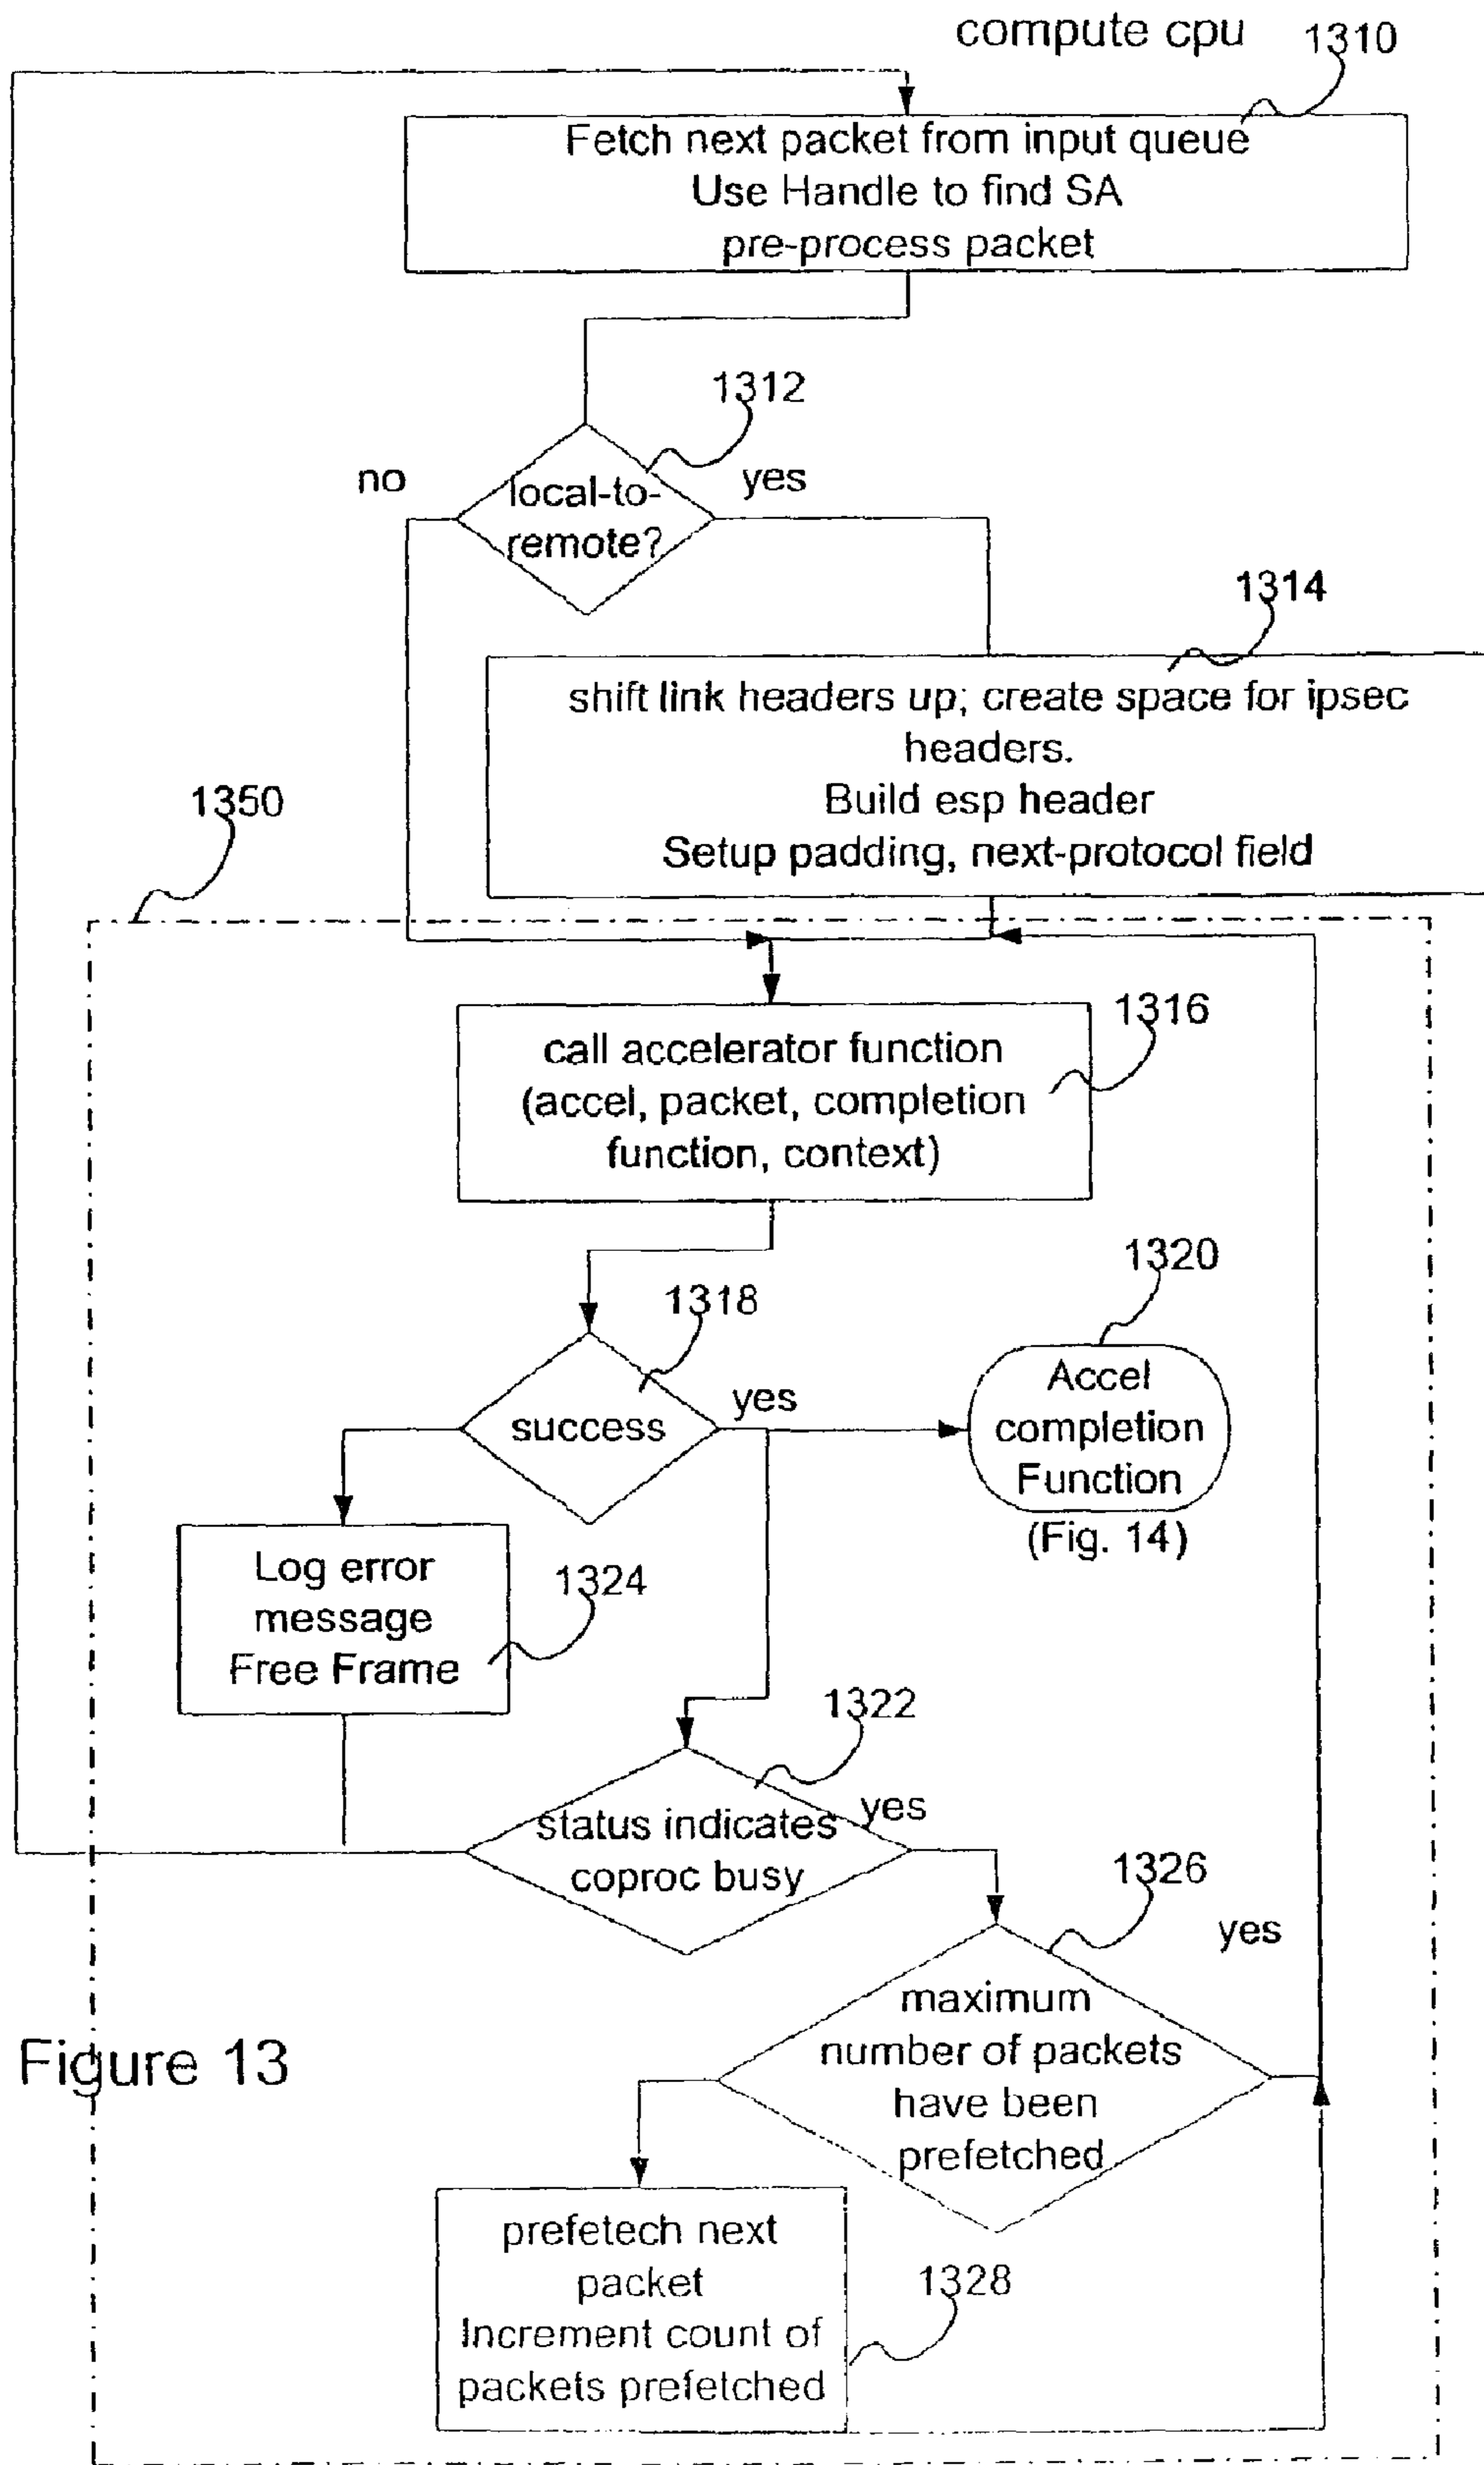 compute cpu
1310
Fetch next packet from input queue
Use Handle to find SA
pre-process packet
1312
no
yes
local-to-
remote?
1314
shift link headers up; create space for ipsec
headers.
Build esp header
Setup padding, next-protocol field
1350
1316
call accelerator function
(accel, packet, completion
function, context)
1320
1318
yes
success
Accel
completion
Function
(Fig. 14)
Log error
message
Free Frame
1324
1322
yes
status indicates
coproc busy
1326
yes
maximum
number of packets
have been
prefetched
Figure 13
prefetech next
packet
Increment count of
packets prefetched
1328